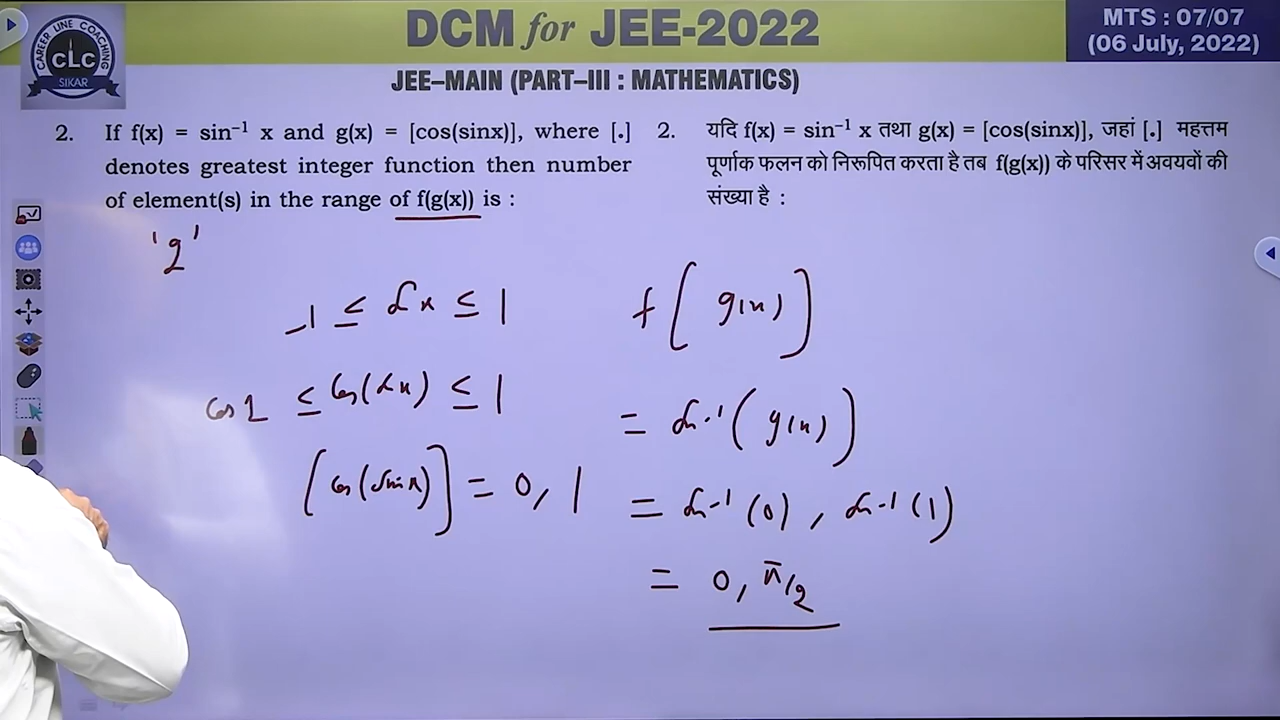 DCM for JEE-2022
MTS : 07/07
(06 July, 2022)
CAREER LINE COACHING
CLC
SIKAR
JEE–MAIN (PART–III : MATHEMATICS)
2. If f(x) = sin⁻¹ x and g(x) = [cos(sinx)], where [.]
denotes greatest integer function then number
of element(s) in the range of f(g(x)) is :
2. यदि f(x) = sin⁻¹ x तथा g(x) = [cos(sinx)], जहां [.] महत्तम
पूर्णाक फलन को निरूपित करता है तब f(g(x)) के परिसर में अवयवों की
संख्या है :
'2'
-1 ≤ sin x ≤ 1
cos 1 ≤ cos(sin x) ≤ 1
[cos(sin x)] = 0, 1
f[g(x)]
= sin⁻¹(g(x))
= sin⁻¹(0), sin⁻¹(1)
= 0, π/2